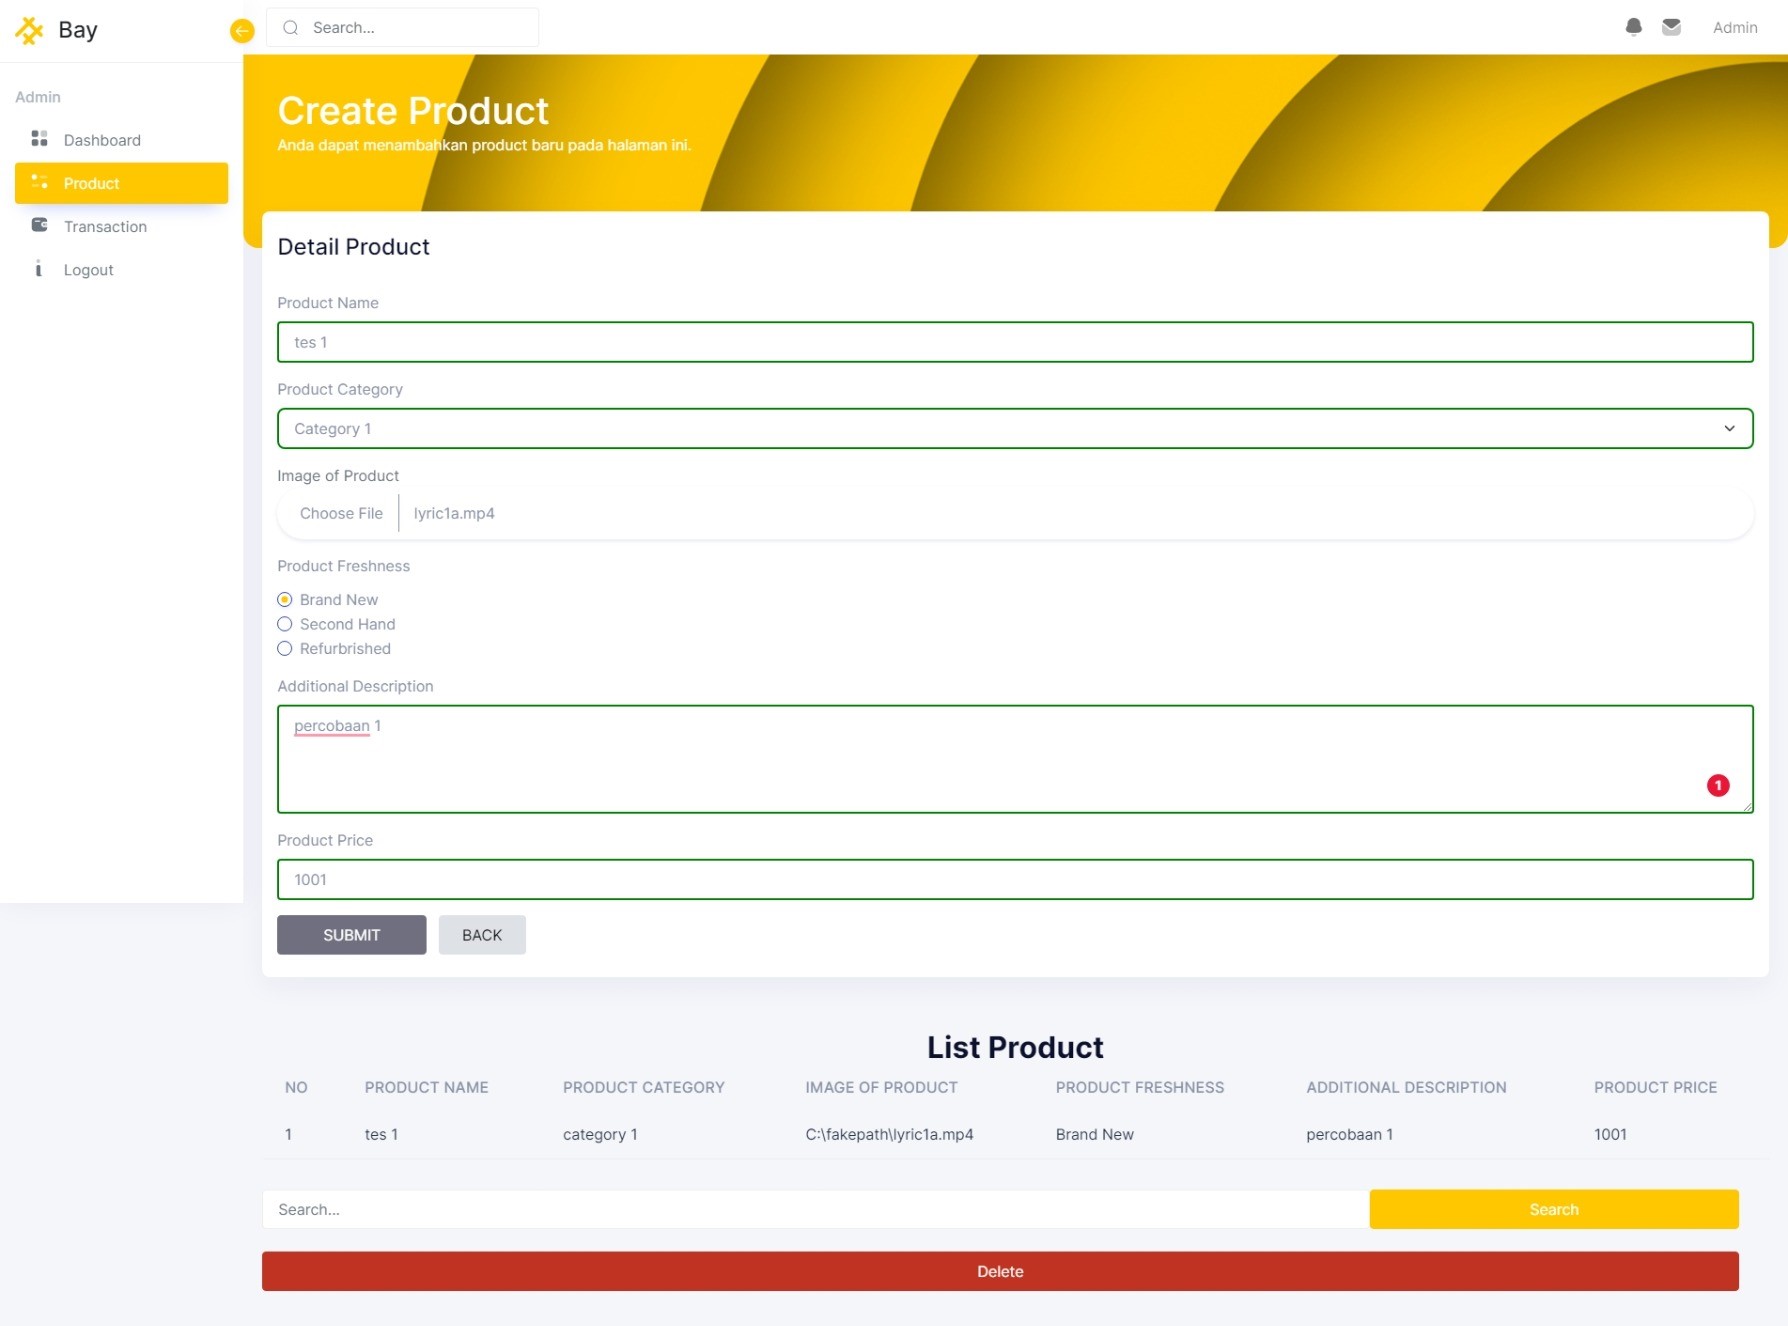 Bay
Search...
Admin
Admin
Dashboard
Product
Transaction
Logout
Create Product
Anda dapat menambahkan product baru pada halaman ini.
Detail Product
Product Name
tes 1
Product Category
Category 1
Image of Product
Choose File lyric1a.mp4
Product Freshness
Brand New
Second Hand
Refurbrished
Additional Description
percobaan 1
1
Product Price
1001
SUBMIT BACK
List Product
NO PRODUCT NAME PRODUCT CATEGORY IMAGE OF PRODUCT PRODUCT FRESHNESS ADDITIONAL DESCRIPTION PRODUCT PRICE
1 tes 1 category 1 C:\fakepath\lyric1a.mp4 Brand New percobaan 1 1001
Search... Search
Delete